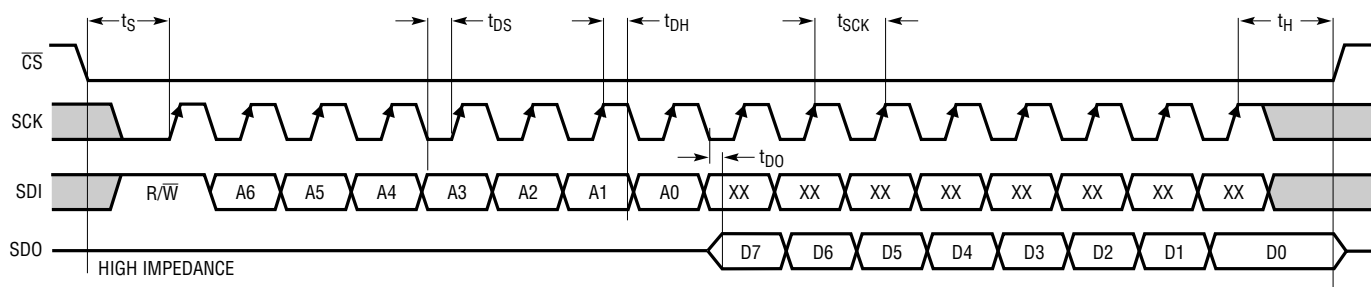 tS tDS tDH tSCK tH
C̅S̅
SCK
tDO
SDI R/W̅ A6 A5 A4 A3 A2 A1 A0 XX XX XX XX XX XX XX XX
SDO D7 D6 D5 D4 D3 D2 D1 D0
HIGH IMPEDANCE